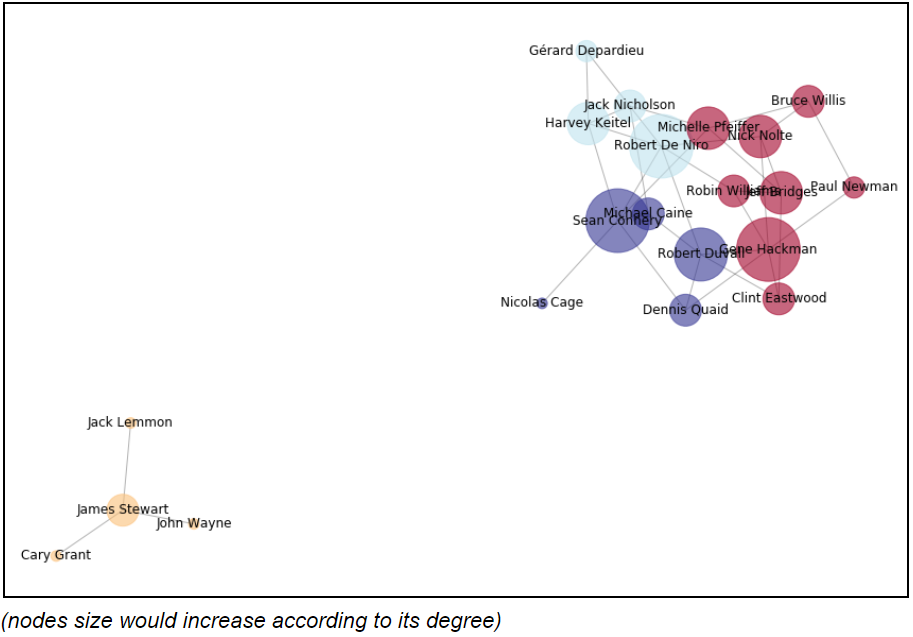 Gérard Depardieu
Jack Nicholson
Bruce Willis
Harvey Keitel
Michelle Pfeiffer
Nick Nolte
Robert De Niro
Robin Williams
Jeff Bridges
Paul Newman
Michael Caine
Sean Connery
Robert Duvall
Gene Hackman
Nicolas Cage
Dennis Quaid
Clint Eastwood
Jack Lemmon
James Stewart
John Wayne
Cary Grant
(nodes size would increase according to its degree)